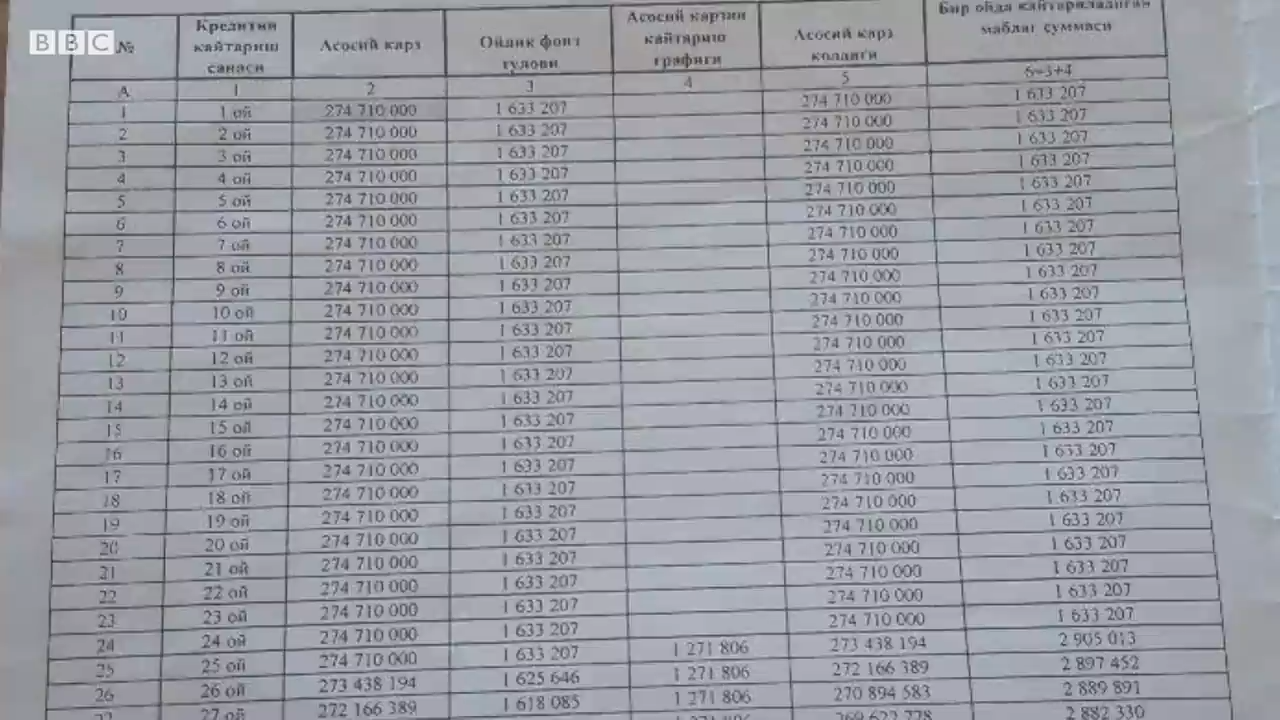 BBC
№ Кредитни кайтариш санаси Асосий карз Ойлик фоиз тулови Асосий карзни кайтариш графиги Асосий карз колдиги Бир ойда кайтариладиган маблаг суммаси
А 1 2 3 4 5 6=3+4
1 1 ой 274 710 000 1 633 207 274 710 000 1 633 207
2 2 ой 274 710 000 1 633 207 274 710 000 1 633 207
3 3 ой 274 710 000 1 633 207 274 710 000 1 633 207
4 4 ой 274 710 000 1 633 207 274 710 000 1 633 207
5 5 ой 274 710 000 1 633 207 274 710 000 1 633 207
6 6 ой 274 710 000 1 633 207 274 710 000 1 633 207
7 7 ой 274 710 000 1 633 207 274 710 000 1 633 207
8 8 ой 274 710 000 1 633 207 274 710 000 1 633 207
9 9 ой 274 710 000 1 633 207 274 710 000 1 633 207
10 10 ой 274 710 000 1 633 207 274 710 000 1 633 207
11 11 ой 274 710 000 1 633 207 274 710 000 1 633 207
12 12 ой 274 710 000 1 633 207 274 710 000 1 633 207
13 13 ой 274 710 000 1 633 207 274 710 000 1 633 207
14 14 ой 274 710 000 1 633 207 274 710 000 1 633 207
15 15 ой 274 710 000 1 633 207 274 710 000 1 633 207
16 16 ой 274 710 000 1 633 207 274 710 000 1 633 207
17 17 ой 274 710 000 1 633 207 274 710 000 1 633 207
18 18 ой 274 710 000 1 633 207 274 710 000 1 633 207
19 19 ой 274 710 000 1 633 207 274 710 000 1 633 207
20 20 ой 274 710 000 1 633 207 274 710 000 1 633 207
21 21 ой 274 710 000 1 633 207 274 710 000 1 633 207
22 22 ой 274 710 000 1 633 207 274 710 000 1 633 207
23 23 ой 274 710 000 1 633 207 274 710 000 1 633 207
24 24 ой 274 710 000 1 633 207 274 710 000 1 633 207
25 25 ой 274 710 000 1 633 207 1 271 806 273 438 194 2 905 013
26 26 ой 273 438 194 1 625 646 1 271 806 272 166 389 2 897 452
27 27 ой 272 166 389 1 618 085 1 271 806 270 894 583 2 889 891
269 622 778 2 882 330